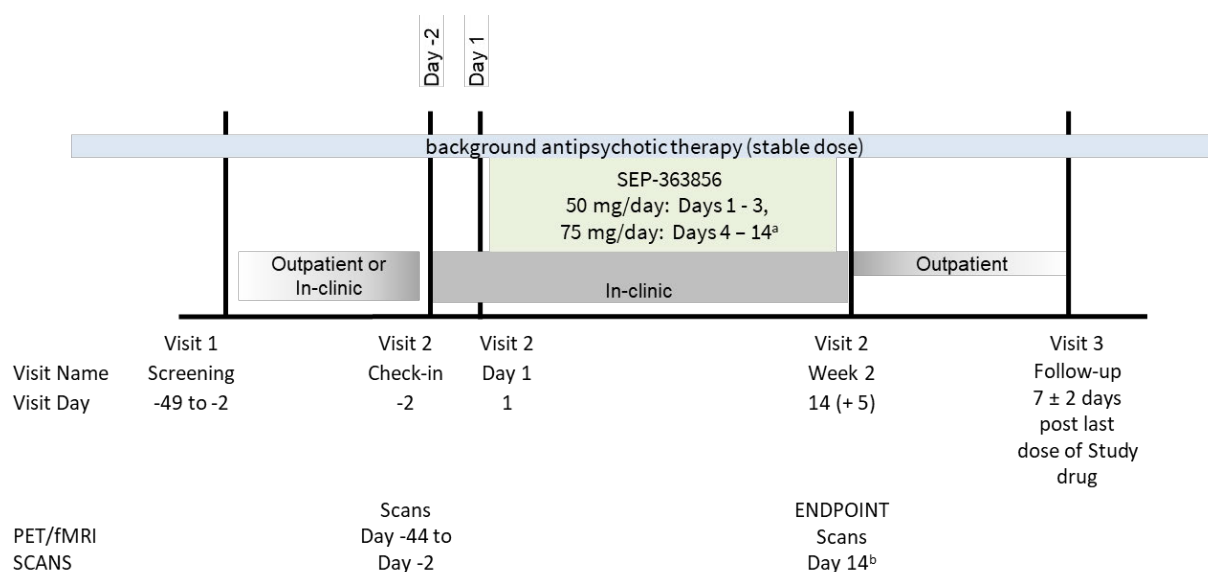 Day -2
Day 1
background antipsychotic therapy (stable dose)
SEP-363856
50 mg/day: Days 1 - 3,
75 mg/day: Days 4 – 14ᵃ
Outpatient or
In-clinic
In-clinic
Outpatient
Visit 1
Visit 2
Visit 2
Visit 2
Visit 3
Visit Name
Screening
Check-in
Day 1
Week 2
Follow-up
Visit Day
-49 to -2
-2
1
14 (+ 5)
7 ± 2 days
post last
dose of Study
drug
PET/fMRI
SCANS
Scans
Day -44 to
Day -2
ENDPOINT
Scans
Day 14ᵇ